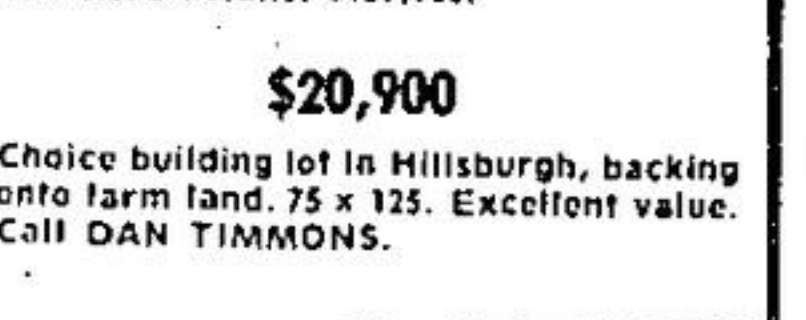 $20,900
Choice building lot in Hillsburgh, backing
onto farm land. 75 x 125. Excellent value.
Call DAN TIMMONS.